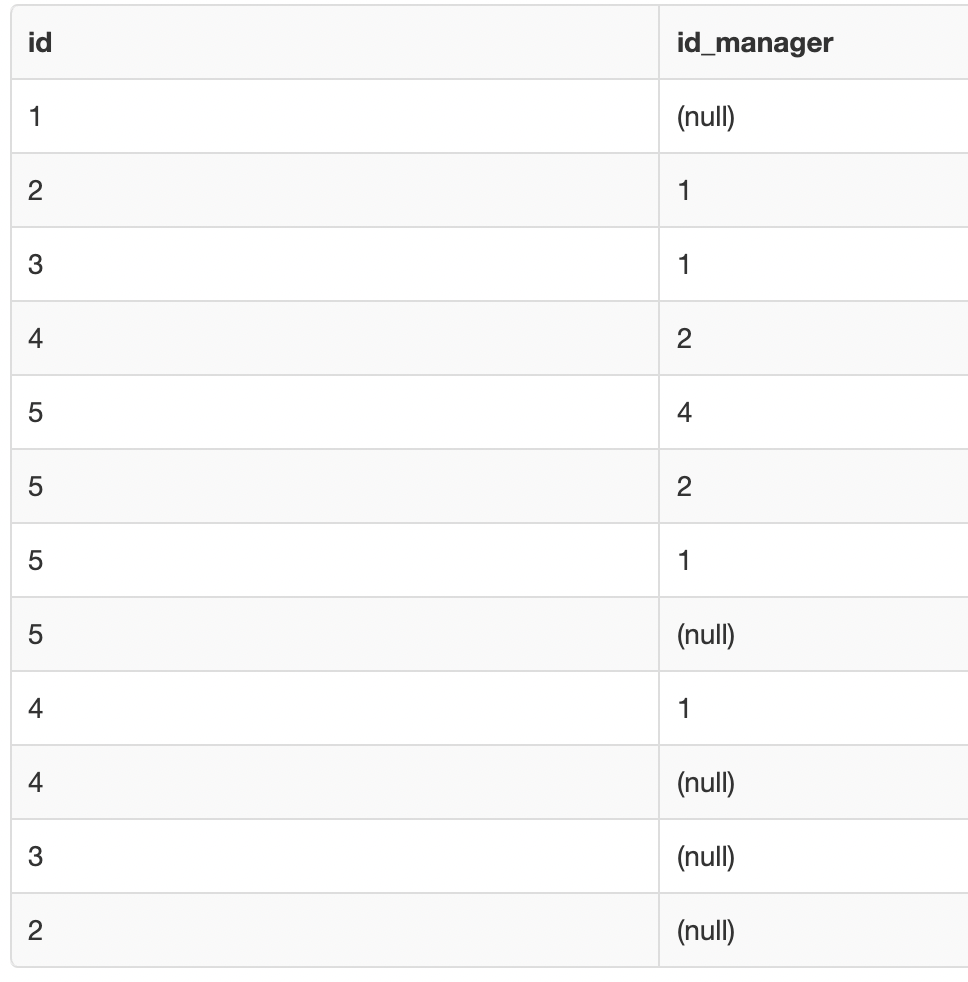 id id_manager
1 (null)
2 1
3 1
4 2
5 4
5 2
5 1
5 (null)
4 1
4 (null)
3 (null)
2 (null)